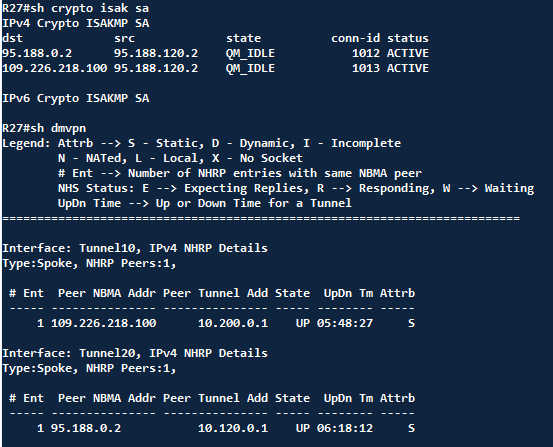 R27#sh crypto isak sa
IPv4 Crypto ISAKMP SA
dst             src             state          conn-id status
95.188.0.2      95.188.120.2    QM_IDLE           1012 ACTIVE
109.226.218.100 95.188.120.2    QM_IDLE           1013 ACTIVE
IPv6 Crypto ISAKMP SA
R27#sh dmvpn
Legend: Attrb --> S - Static, D - Dynamic, I - Incomplete
        N - NATed, L - Local, X - No Socket
        # Ent --> Number of NHRP entries with same NBMA peer
        NHS Status: E --> Expecting Replies, R --> Responding, W --> Waiting
        UpDn Time --> Up or Down Time for a Tunnel
==========================================================================
Interface: Tunnel10, IPv4 NHRP Details
Type:Spoke, NHRP Peers:1,
 # Ent  Peer NBMA Addr Peer Tunnel Add State  UpDn Tm Attrb
 ----- --------------- --------------- ----- -------- -----
     1 109.226.218.100      10.200.0.1    UP 05:48:27     S
Interface: Tunnel20, IPv4 NHRP Details
Type:Spoke, NHRP Peers:1,
 # Ent  Peer NBMA Addr Peer Tunnel Add State  UpDn Tm Attrb
 ----- --------------- --------------- ----- -------- -----
     1 95.188.0.2           10.120.0.1    UP 06:18:12     S